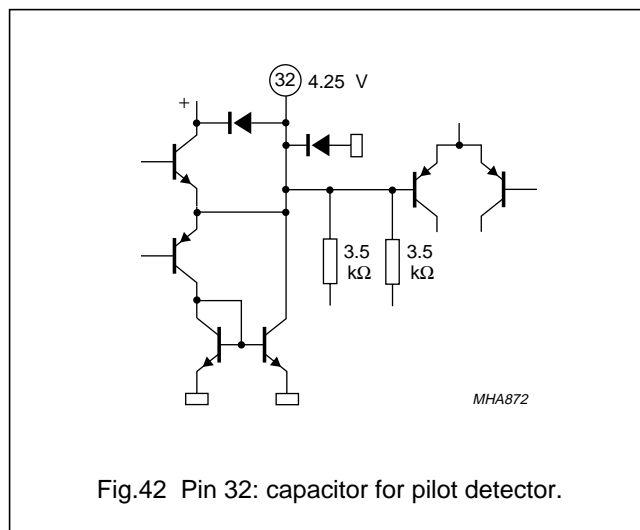 32 4.25 V
+
3.5
kΩ
3.5
kΩ
MHA872
Fig.42 Pin 32: capacitor for pilot detector.